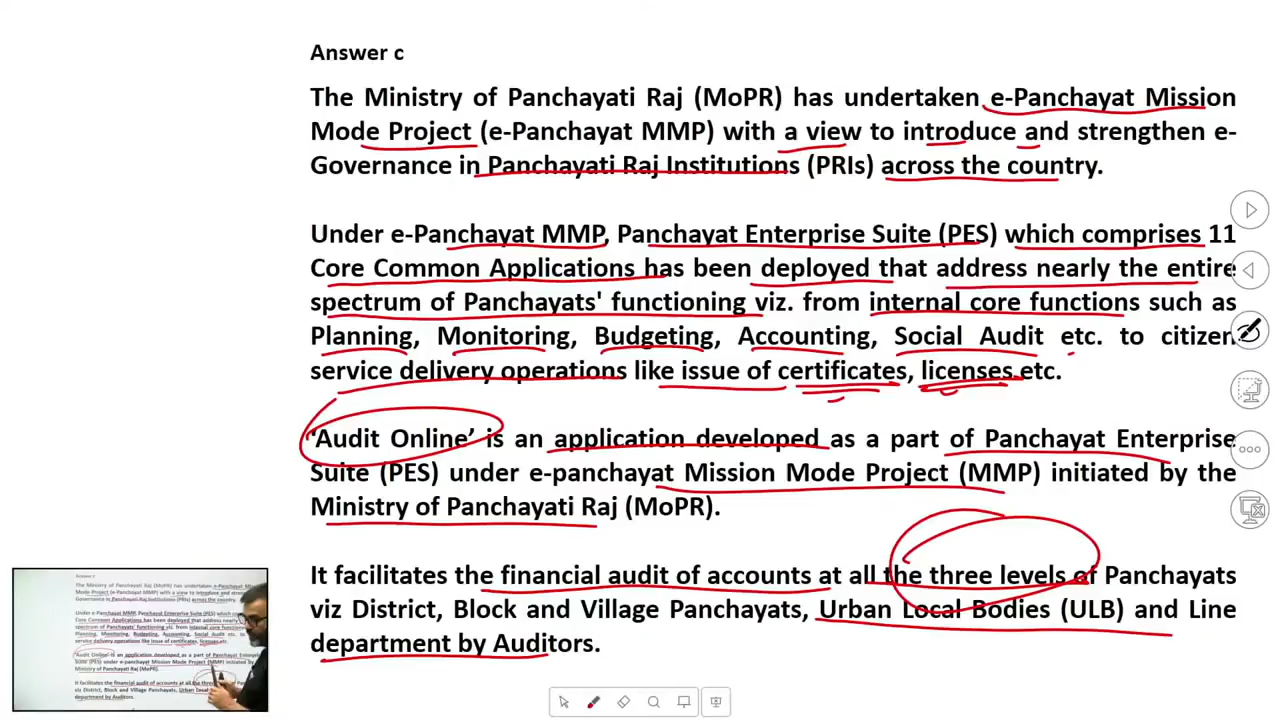 Answer c
The Ministry of Panchayati Raj (MoPR) has undertaken e-Panchayat Mission
Mode Project (e-Panchayat MMP) with a view to introduce and strengthen e-
Governance in Panchayati Raj Institutions (PRIs) across the country.
Under e-Panchayat MMP, Panchayat Enterprise Suite (PES) which comprises 11
Core Common Applications has been deployed that address nearly the entire
spectrum of Panchayats' functioning viz. from internal core functions such as
Planning, Monitoring, Budgeting, Accounting, Social Audit etc. to citizen
service delivery operations like issue of certificates, licenses etc.
‘Audit Online’ is an application developed as a part of Panchayat Enterprise
Suite (PES) under e-panchayat Mission Mode Project (MMP) initiated by the
Ministry of Panchayati Raj (MoPR).
It facilitates the financial audit of accounts at all the three levels of Panchayats
viz District, Block and Village Panchayats, Urban Local Bodies (ULB) and Line
department by Auditors.